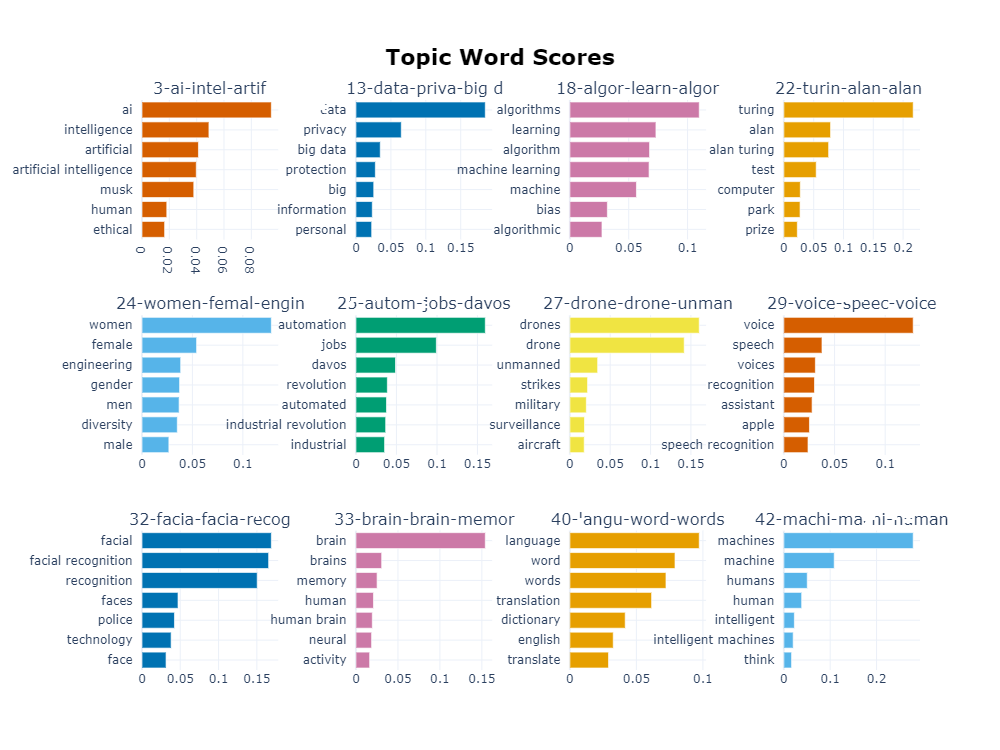 Topic Word Scores
3-ai-intel-artif
ai
intelligence
artificial
artificial intelligence
musk
human
ethical
0
0.02
0.04
0.06
0.08
13-data-priva-big d
data
privacy
big data
protection
big
information
personal
0 0.05 0.1 0.15
18-algor-learn-algor
algorithms
learning
algorithm
machine learning
machine
bias
algorithmic
0 0.05 0.1
22-turin-alan-alan
turing
alan
alan turing
test
computer
park
prize
0 0.05 0.1 0.15 0.2
24-women-femal-engin
women
female
engineering
gender
men
diversity
male
0 0.05 0.1
25-autom-jobs-davos
automation
jobs
davos
revolution
automated
industrial revolution
industrial
0 0.05 0.1 0.15
27-drone-drone-unman
drones
drone
unmanned
strikes
military
surveillance
aircraft
0 0.05 0.1 0.15
29-voice-speec-voice
voice
speech
voices
recognition
assistant
apple
speech recognition
0 0.05 0.1
32-facia-facia-recog
facial
facial recognition
recognition
faces
police
technology
face
0 0.05 0.1 0.15
33-brain-brain-memor
brain
brains
memory
human
human brain
neural
activity
0 0.05 0.1 0.15
40-langu-word-words
language
word
words
translation
dictionary
english
translate
0 0.05 0.1
42-machi-machi-human
machines
machine
humans
human
intelligent
intelligent machines
think
0 0.1 0.2